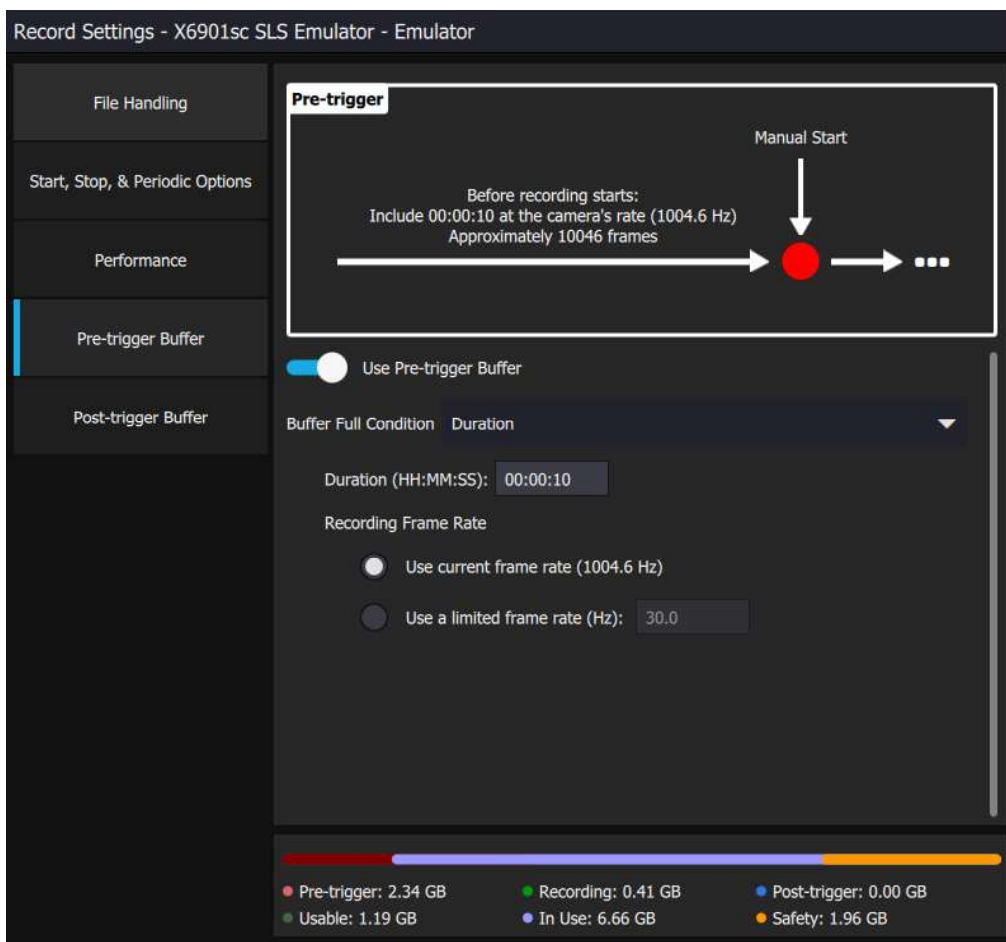 Record Settings - X6901sc SLS Emulator - Emulator
File Handling
Start, Stop, & Periodic Options
Performance
Pre-trigger Buffer
Post-trigger Buffer
Pre-trigger
Manual Start
Before recording starts:
Include 00:00:10 at the camera's rate (1004.6 Hz)
Approximately 10046 frames
Use Pre-trigger Buffer
Buffer Full Condition Duration
Duration (HH:MM:SS): 00:00:10
Recording Frame Rate
Use current frame rate (1004.6 Hz)
Use a limited frame rate (Hz): 30.0
Pre-trigger: 2.34 GB Recording: 0.41 GB Post-trigger: 0.00 GB
Usable: 1.19 GB In Use: 6.66 GB Safety: 1.96 GB